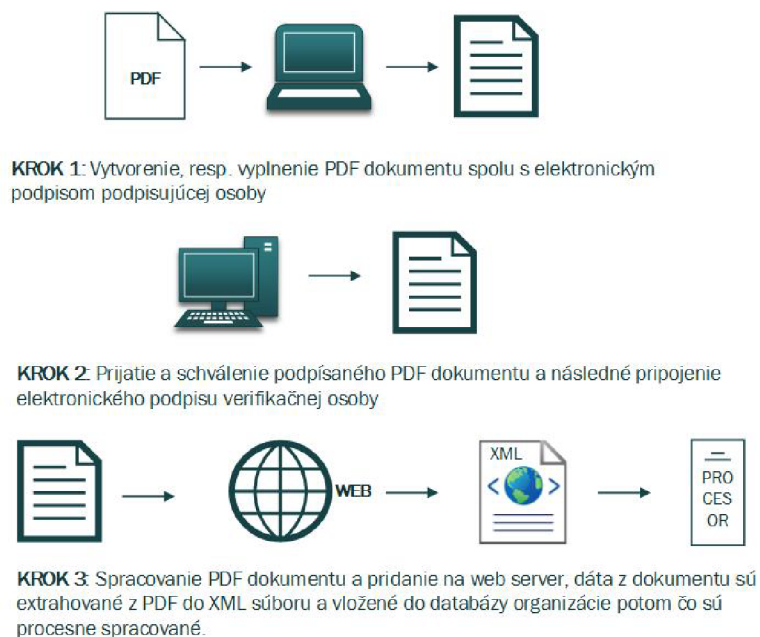 PDF
KROK 1: Vytvorenie, resp. vyplnenie PDF dokumentu spolu s elektronickým
podpisom podpisujúcej osoby
KROK 2: Prijatie a schválenie podpísaného PDF dokumentu a následné pripojenie
elektronického podpisu verifikačnej osoby
WEB
XML
PRO
CES
OR
KROK 3: Spracovanie PDF dokumentu a pridanie na web server, dáta z dokumentu sú
extrahované z PDF do XML súboru a vložené do databázy organizácie potom čo sú
procesne spracované.